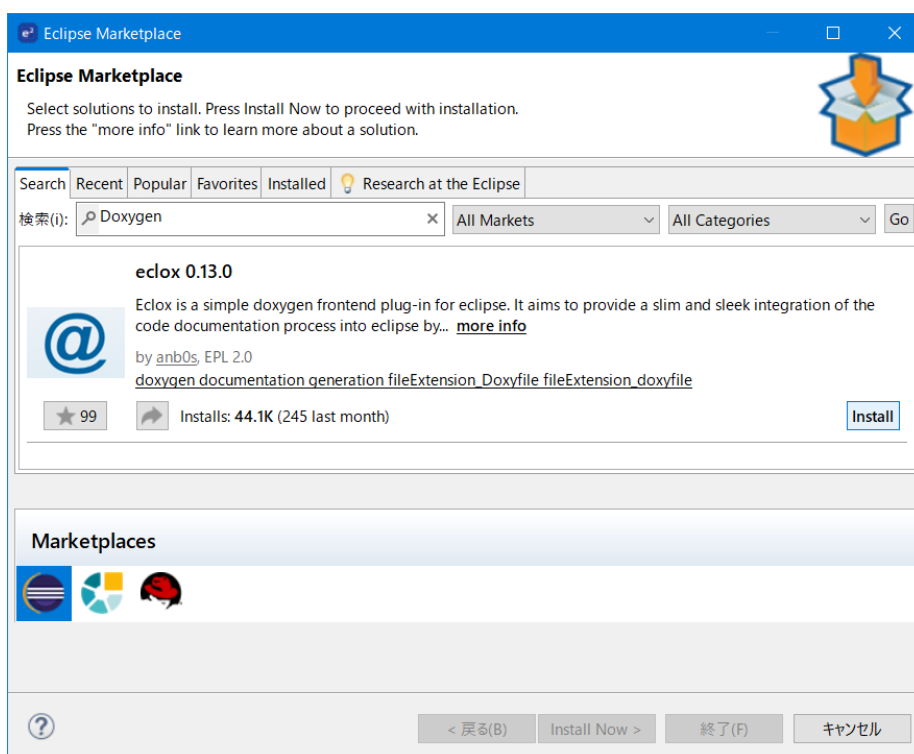 e² Eclipse Marketplace
Eclipse Marketplace
Select solutions to install. Press Install Now to proceed with installation.
Press the "more info" link to learn more about a solution.
Search Recent Popular Favorites Installed Research at the Eclipse
検索(i): Doxygen All Markets All Categories Go
eclox 0.13.0
Eclox is a simple doxygen frontend plug-in for eclipse. It aims to provide a slim and sleek integration of the
code documentation process into eclipse by... more info
by anb0s, EPL 2.0
doxygen documentation generation fileExtension_Doxyfile fileExtension_doxyfile
99 Installs: 44.1K (245 last month) Install
Marketplaces
< 戻る(B) Install Now > 終了(F) キャンセル